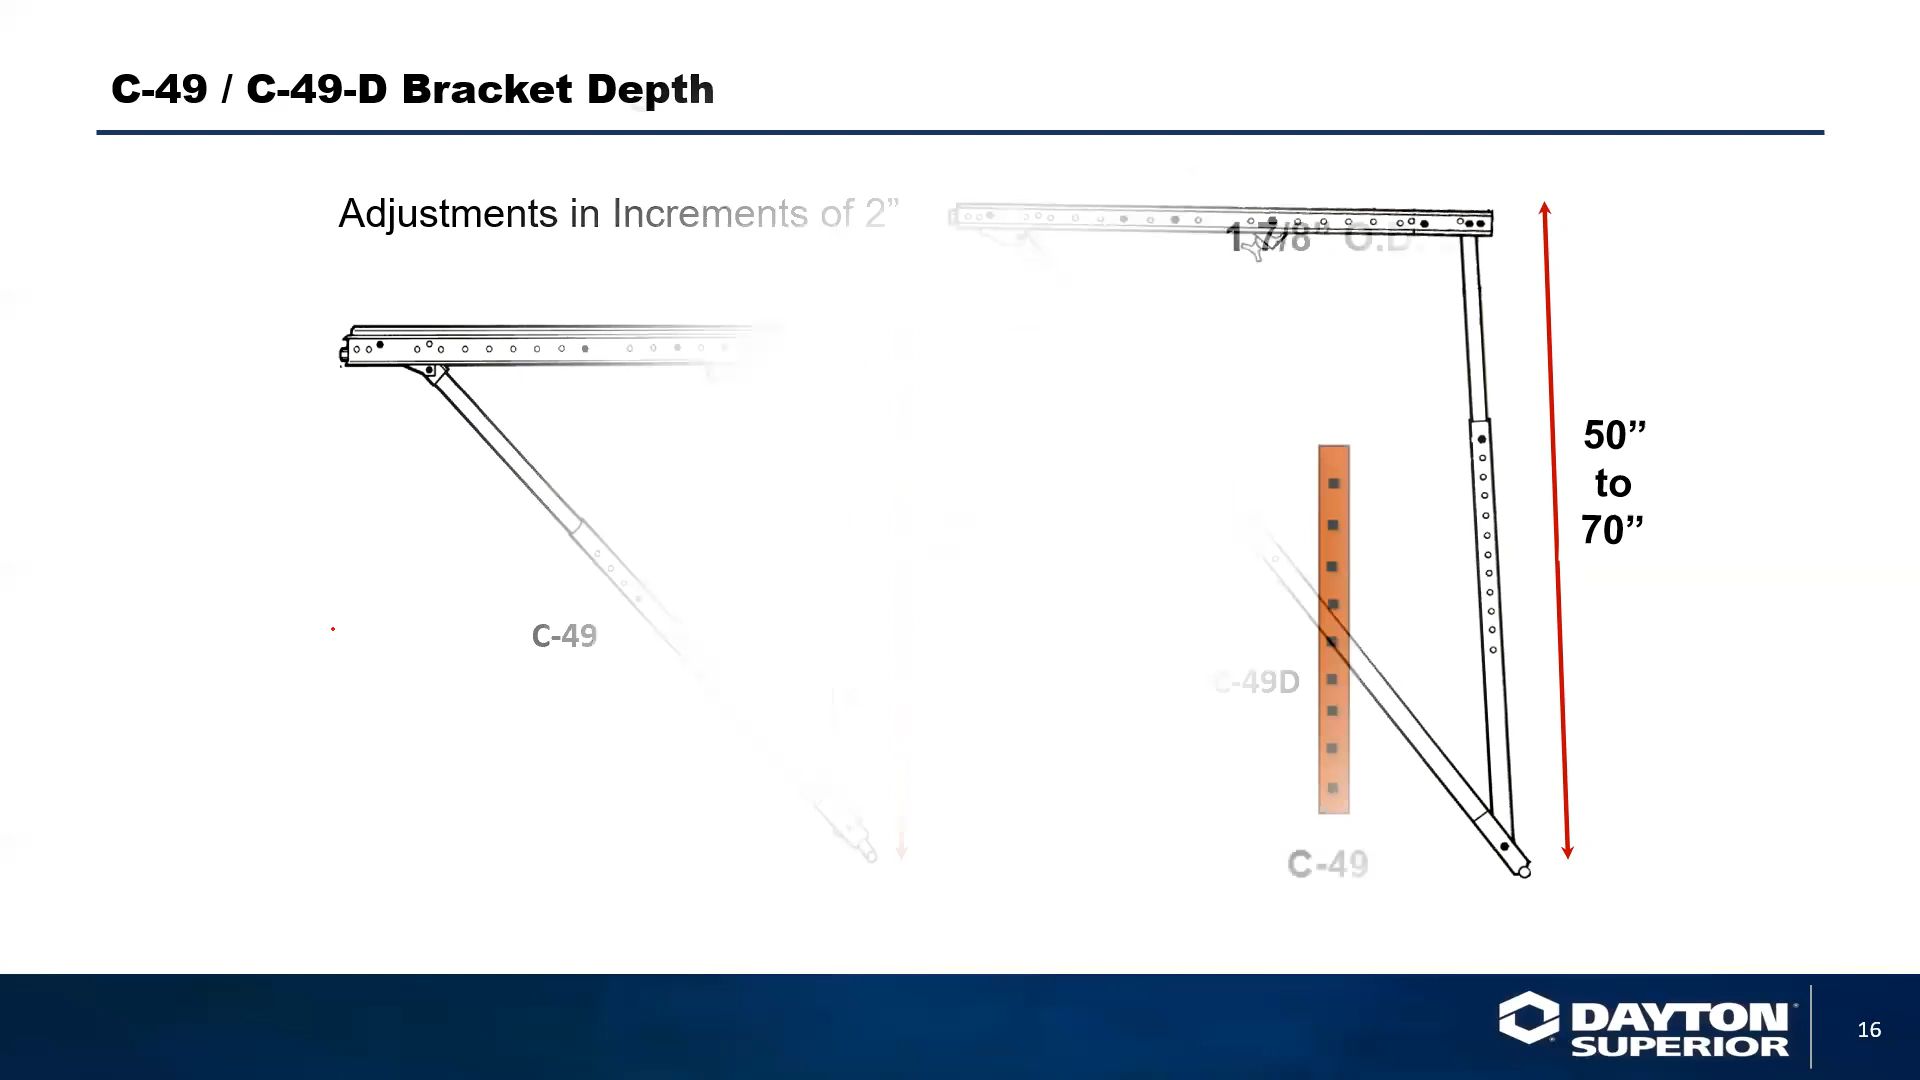 C-49 / C-49-D Bracket Depth
Adjustments in Increments of 2”
1 7/8” O.D.
50”
to
70”
C-49
C-49D
C-49
DAYTON
SUPERIOR
16